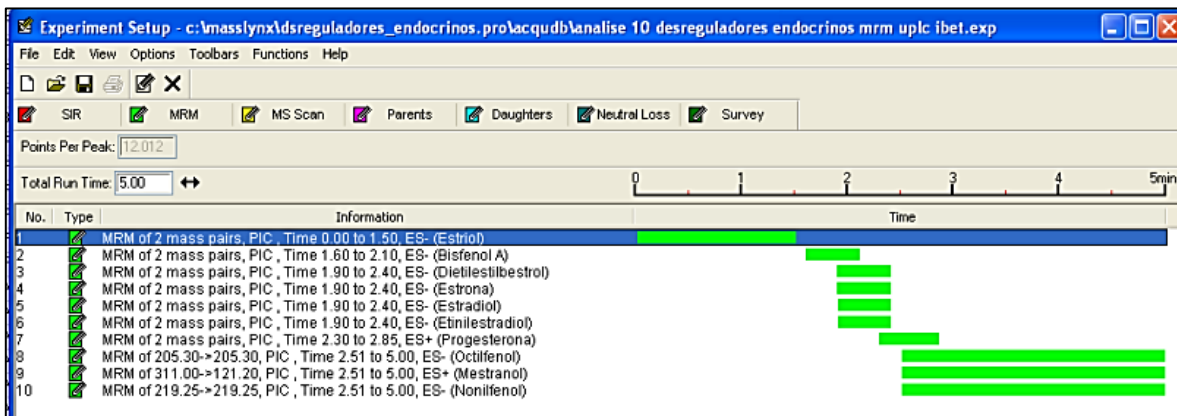 Experiment Setup - c:\masslynx\dsreguladores_endocrinos.pro\acqudb\analise 10 desreguladores endocrinos mrm uplc ibet.exp
File Edit View Options Toolbars Functions Help
SIR MRM MS Scan Parents Daughters Neutral Loss Survey
Points Per Peak: 12.012
Total Run Time: 5.00 0 1 2 3 4 5min
No. Type Information Time
1 MRM of 2 mass pairs, PIC , Time 0.00 to 1.50, ES- (Estriol)
2 MRM of 2 mass pairs, PIC , Time 1.60 to 2.10, ES- (Bisfenol A)
3 MRM of 2 mass pairs, PIC , Time 1.90 to 2.40, ES- (Dietilestilbestrol)
4 MRM of 2 mass pairs, PIC , Time 1.90 to 2.40, ES- (Estrona)
5 MRM of 2 mass pairs, PIC , Time 1.90 to 2.40, ES- (Estradiol)
6 MRM of 2 mass pairs, PIC , Time 1.90 to 2.40, ES- (Etinilestradiol)
7 MRM of 2 mass pairs, PIC , Time 2.30 to 2.85, ES+ (Progesterona)
8 MRM of 205.30->205.30, PIC , Time 2.51 to 5.00, ES- (Octilfenol)
9 MRM of 311.00->121.20, PIC , Time 2.51 to 5.00, ES+ (Mestranol)
10 MRM of 219.25->219.25, PIC , Time 2.51 to 5.00, ES- (Nonilfenol)